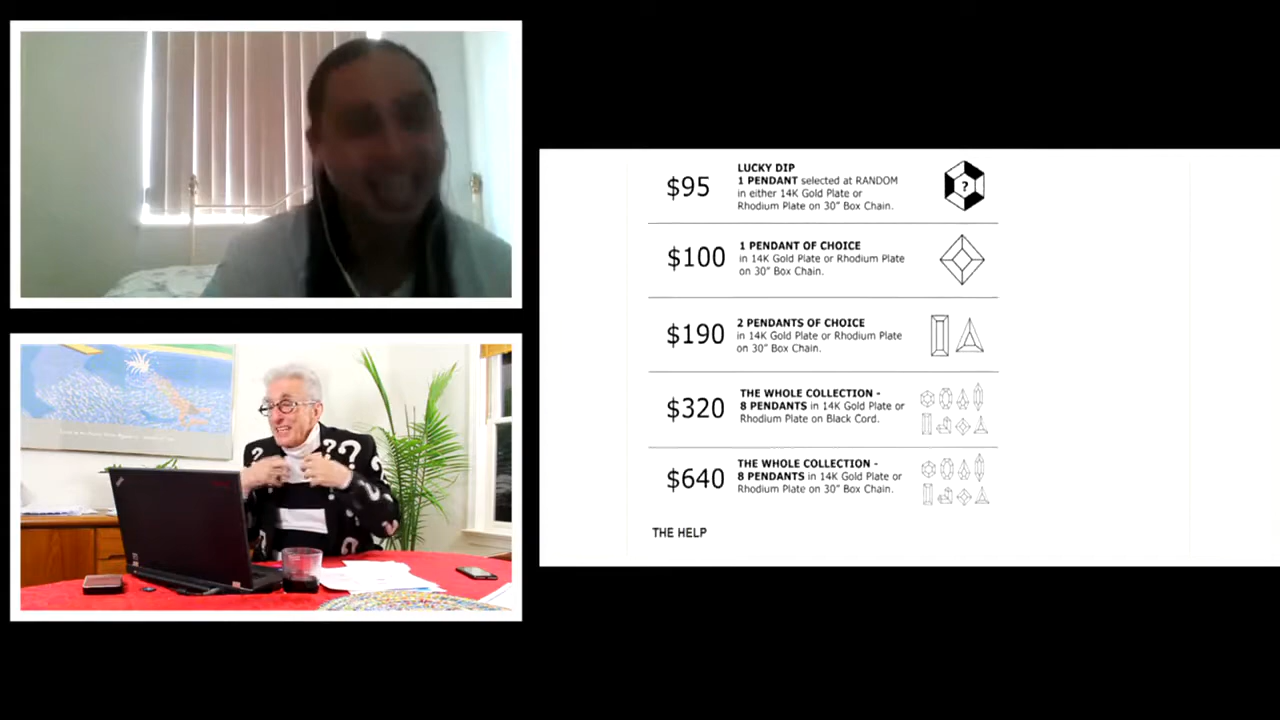 $95
LUCKY DIP
1 PENDANT selected at RANDOM
in either 14K Gold Plate or
Rhodium Plate on 30" Box Chain.
?
$100
1 PENDANT OF CHOICE
in 14K Gold Plate or Rhodium Plate
on 30" Box Chain.
$190
2 PENDANTS OF CHOICE
in 14K Gold Plate or Rhodium Plate
on 30" Box Chain.
$320
THE WHOLE COLLECTION -
8 PENDANTS in 14K Gold Plate or
Rhodium Plate on Black Cord.
$640
THE WHOLE COLLECTION -
8 PENDANTS in 14K Gold Plate or
Rhodium Plate on 30" Box Chain.
THE HELP
? ? ?